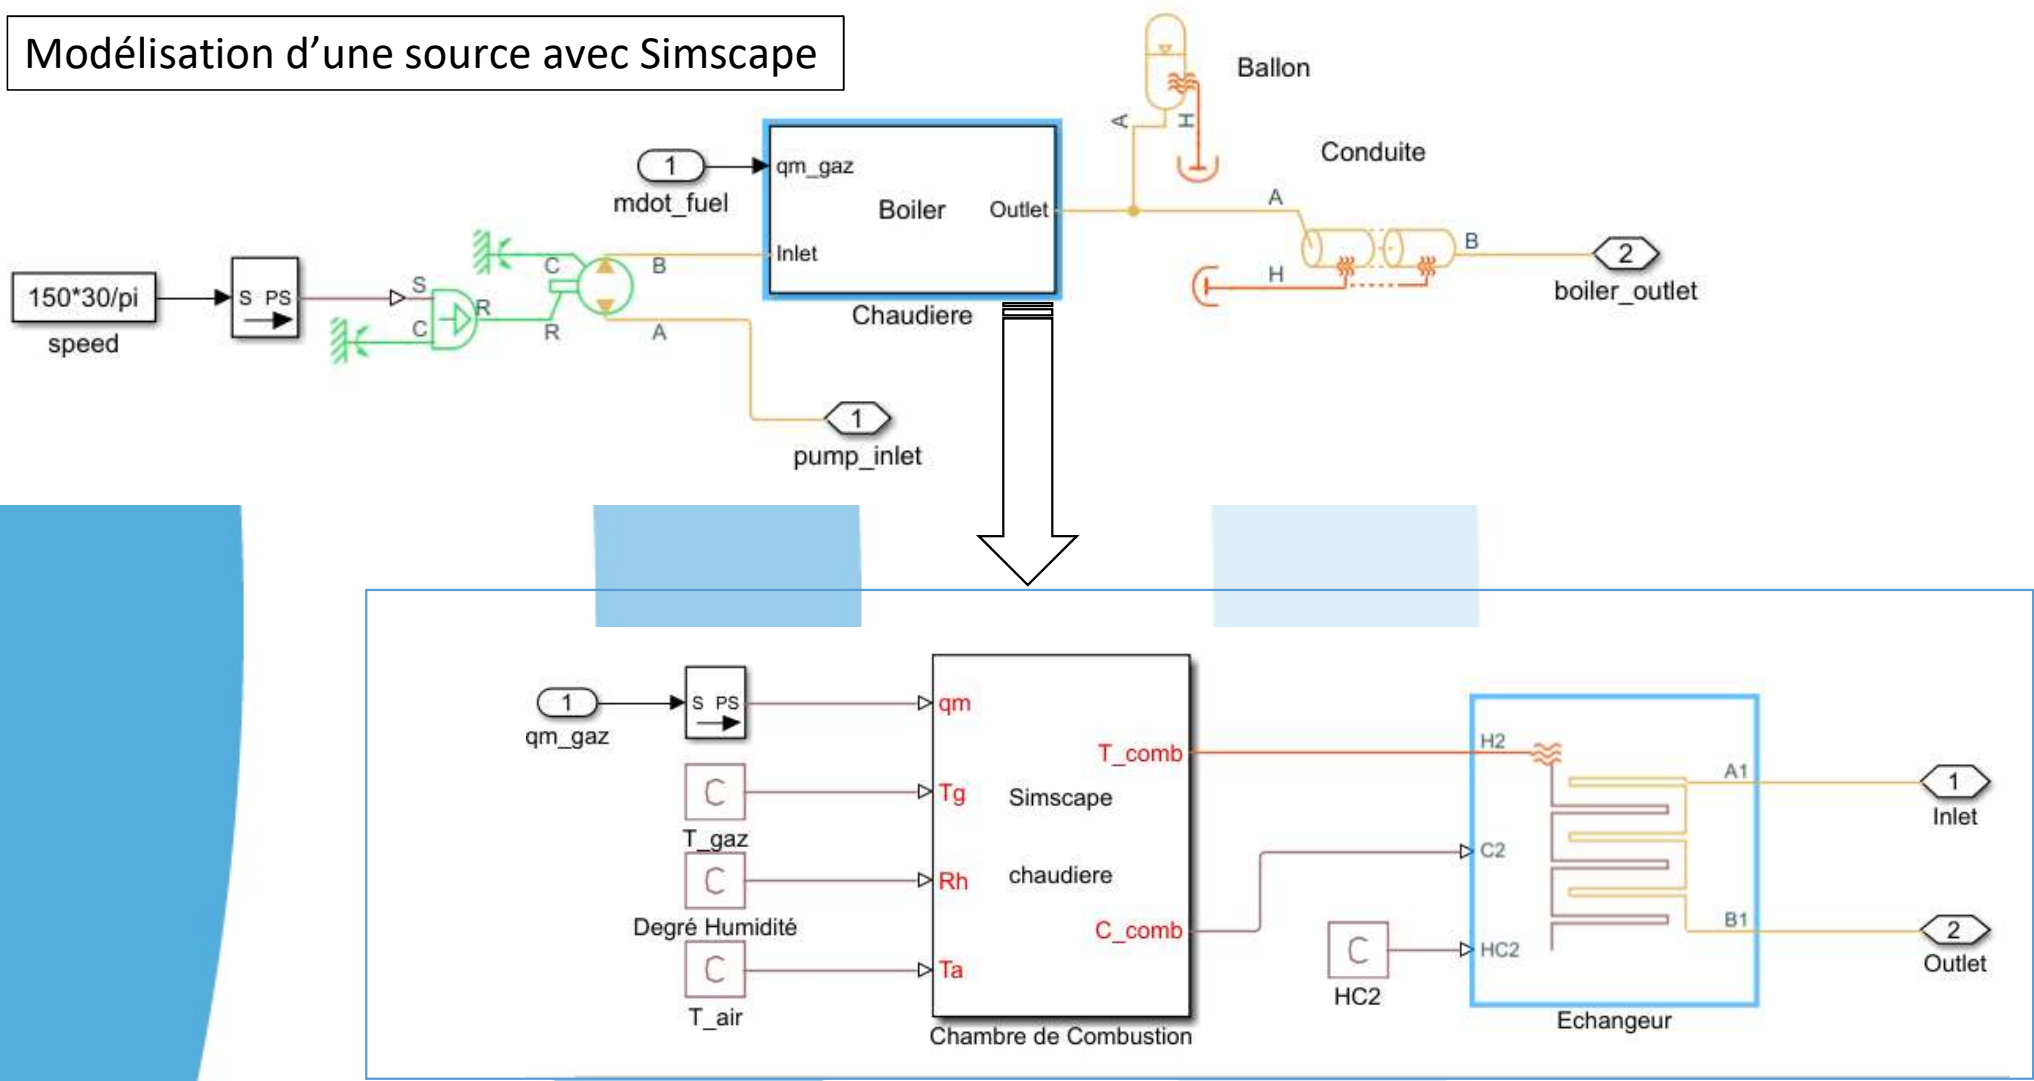 Modélisation d’une source avec Simscape
Ballon
A
H
Conduite
1
mdot_fuel
qm_gaz
Boiler
Outlet
Inlet
Chaudiere
A
B
H
2
boiler_outlet
150*30/pi
speed
S PS
S
C
R
C
R
B
A
1
pump_inlet
1
qm_gaz
S PS
C
T_gaz
C
Degré Humidité
C
T_air
qm
Tg
Rh
Ta
T_comb
Simscape
chaudiere
C_comb
Chambre de Combustion
C
HC2
H2
C2
HC2
A1
B1
Echangeur
1
Inlet
2
Outlet